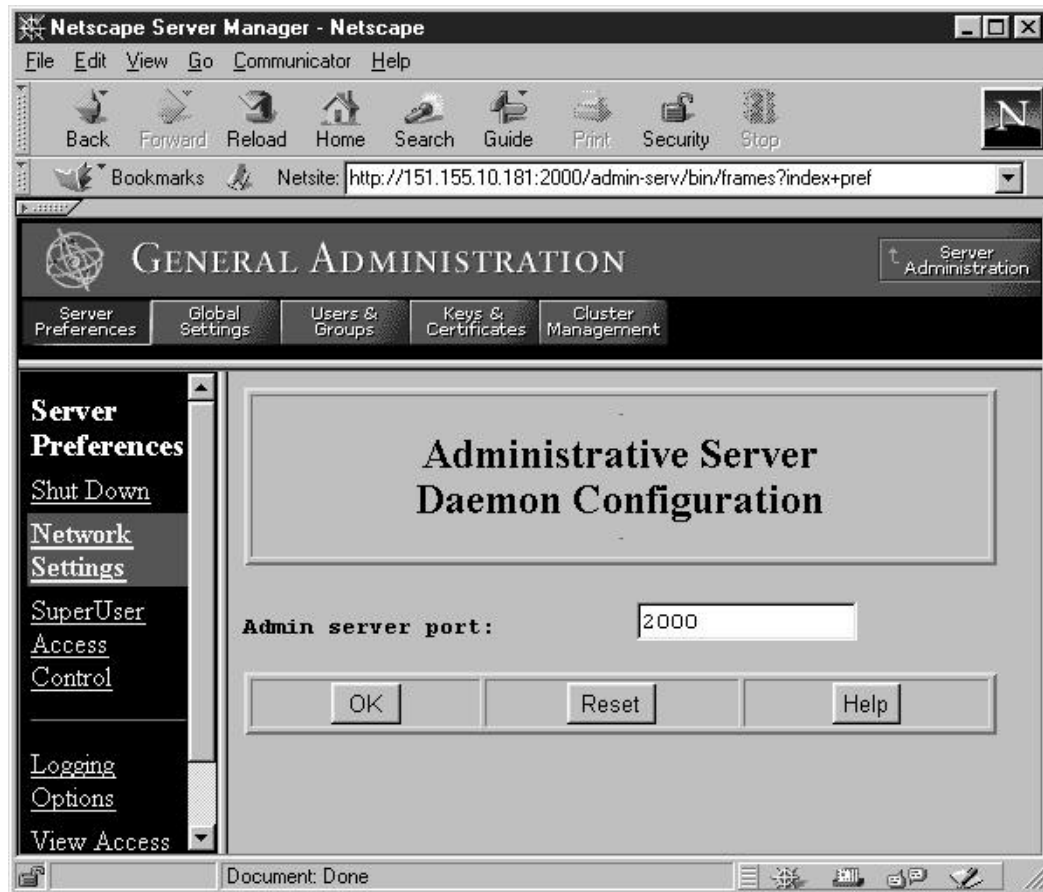 Netscape Server Manager - Netscape
File Edit View Go Communicator Help
Back Forward Reload Home Search Guide Print Security Stop
N
Bookmarks Netsite: http://151.155.10.181:2000/admin-serv/bin/frames?index+pref
GENERAL ADMINISTRATION
Server
Administration
Server
Preferences
Global
Settings
Users &
Groups
Keys &
Certificates
Cluster
Management
Server
Preferences
Shut Down
Network
Settings
SuperUser
Access
Control
Logging
Options
View Access
Administrative Server
Daemon Configuration
Admin server port: 2000
OK Reset Help
Document: Done